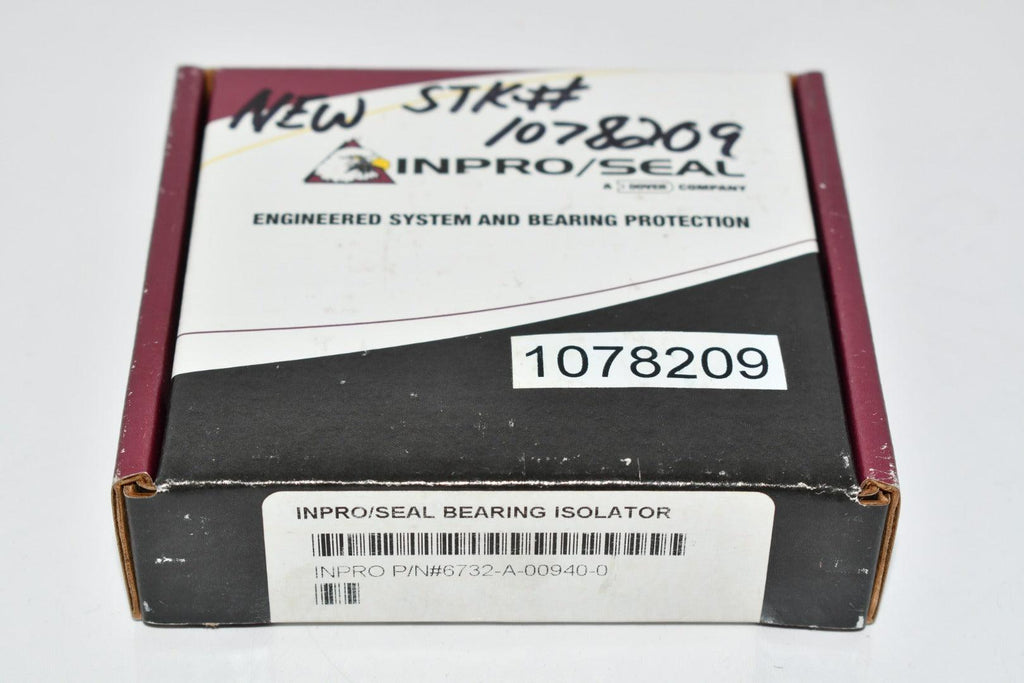 NEW STK#
1078209
INPRO/SEAL
A DOVER COMPANY
ENGINEERED SYSTEM AND BEARING PROTECTION
1078209
INPRO/SEAL BEARING ISOLATOR
INPRO P/N#6732-A-00940-0